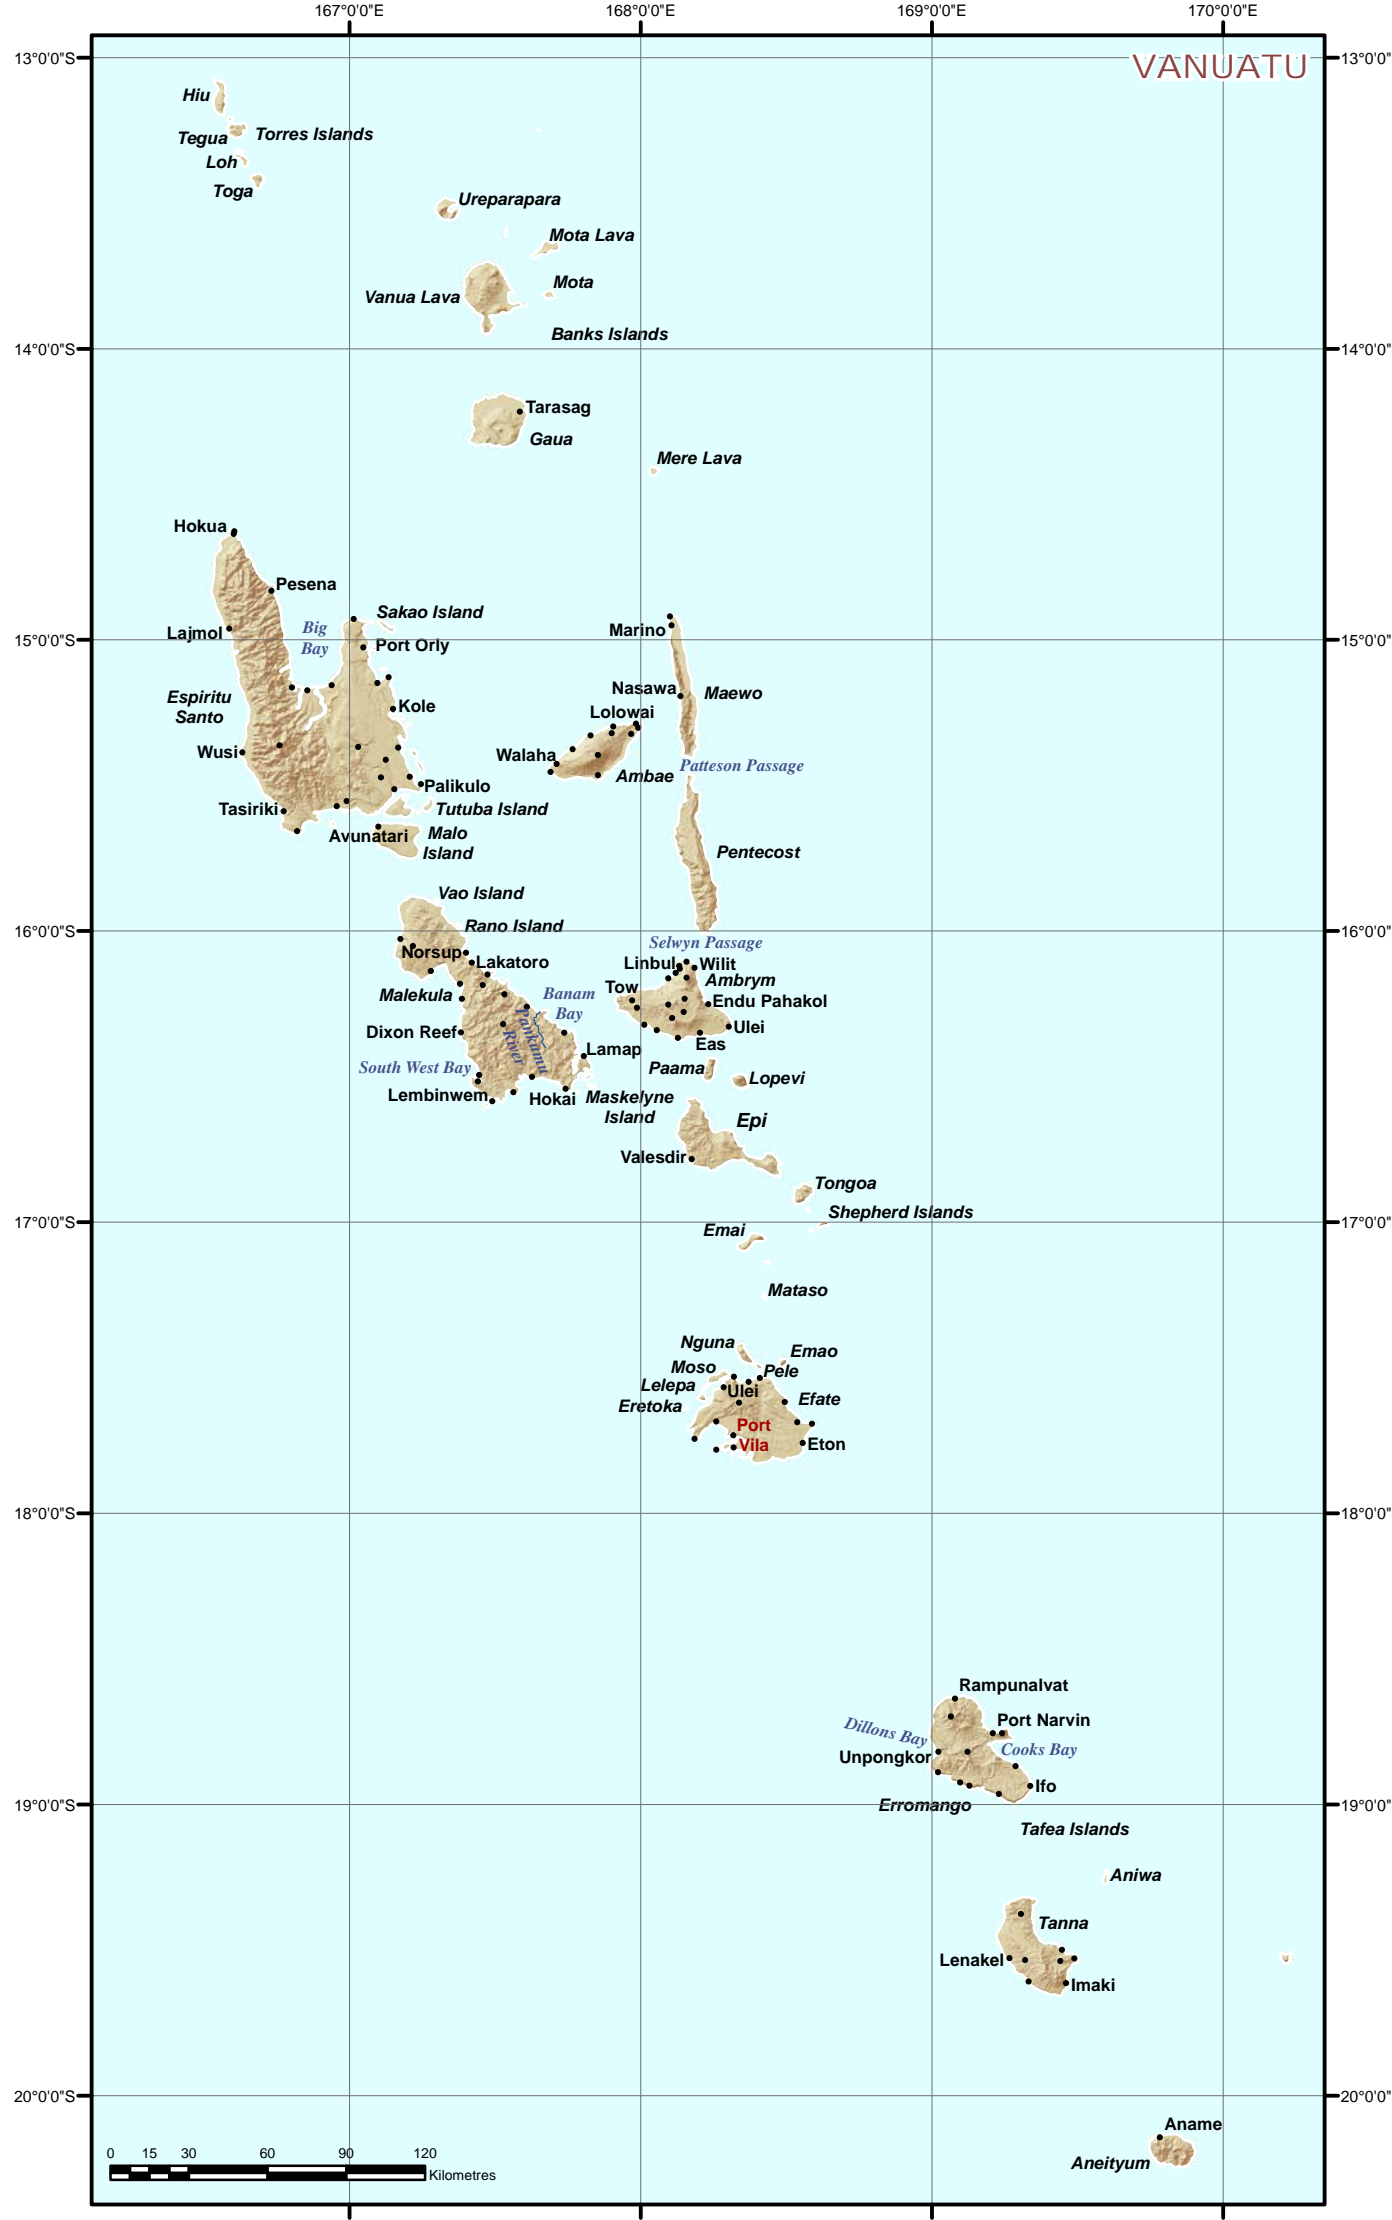 167°0'0"E
168°0'0"E
169°0'0"E
170°0'0"E
13°0'0"S
VANUATU
13°0'0"
Hiu
Torres Islands
Tegua
Loh
Toga
Ureparapara
Mota Lava
Mota
Vanua Lava
Banks Islands
14°0'0"S
14°0'0"
Tarasag
Gaua
Mere Lava
Hokua
Pesena
Sakao Island
Big
Bay
Lajmol
Marino
15°0'0"S
15°0'0"
Port Orly
Nasawa
Maewo
Espiritu
Santo
Kole
Lolowai
Wusi
Walaha
Patteson Passage
Ambae
Palikulo
Tasiriki
Tutuba Island
Avunatari
Malo
Island
Pentecost
Vao Island
Rano Island
16°0'0"S
16°0'0"
Selwyn Passage
Norsup
Lakatoro
Linbul
Wilit
Ambrym
Tow
Malekula
Banam
Bay
Endu Pahakol
Dixon Reef
Pankumu
River
Ulei
Eas
Lamap
South West Bay
Paama
Lopevi
Lembinwem
Hokai
Maskelyne
Island
Epi
Valesdir
Tongoa
Shepherd Islands
17°0'0"S
17°0'0"
Emai
Mataso
Nguna
Emao
Moso
Pele
Lelepa
Ulei
Efate
Eretoka
Port
Vila
Eton
18°0'0"S
18°0'0"
Rampunalvat
Port Narvin
Dillons Bay
Cooks Bay
Unpongkor
Ifo
19°0'0"S
19°0'0"
Erromango
Tafea Islands
Aniwa
Tanna
Lenakel
Imaki
20°0'0"S
20°0'0"
Aname
Aneityum
0 15 30 60 90 120
Kilometres